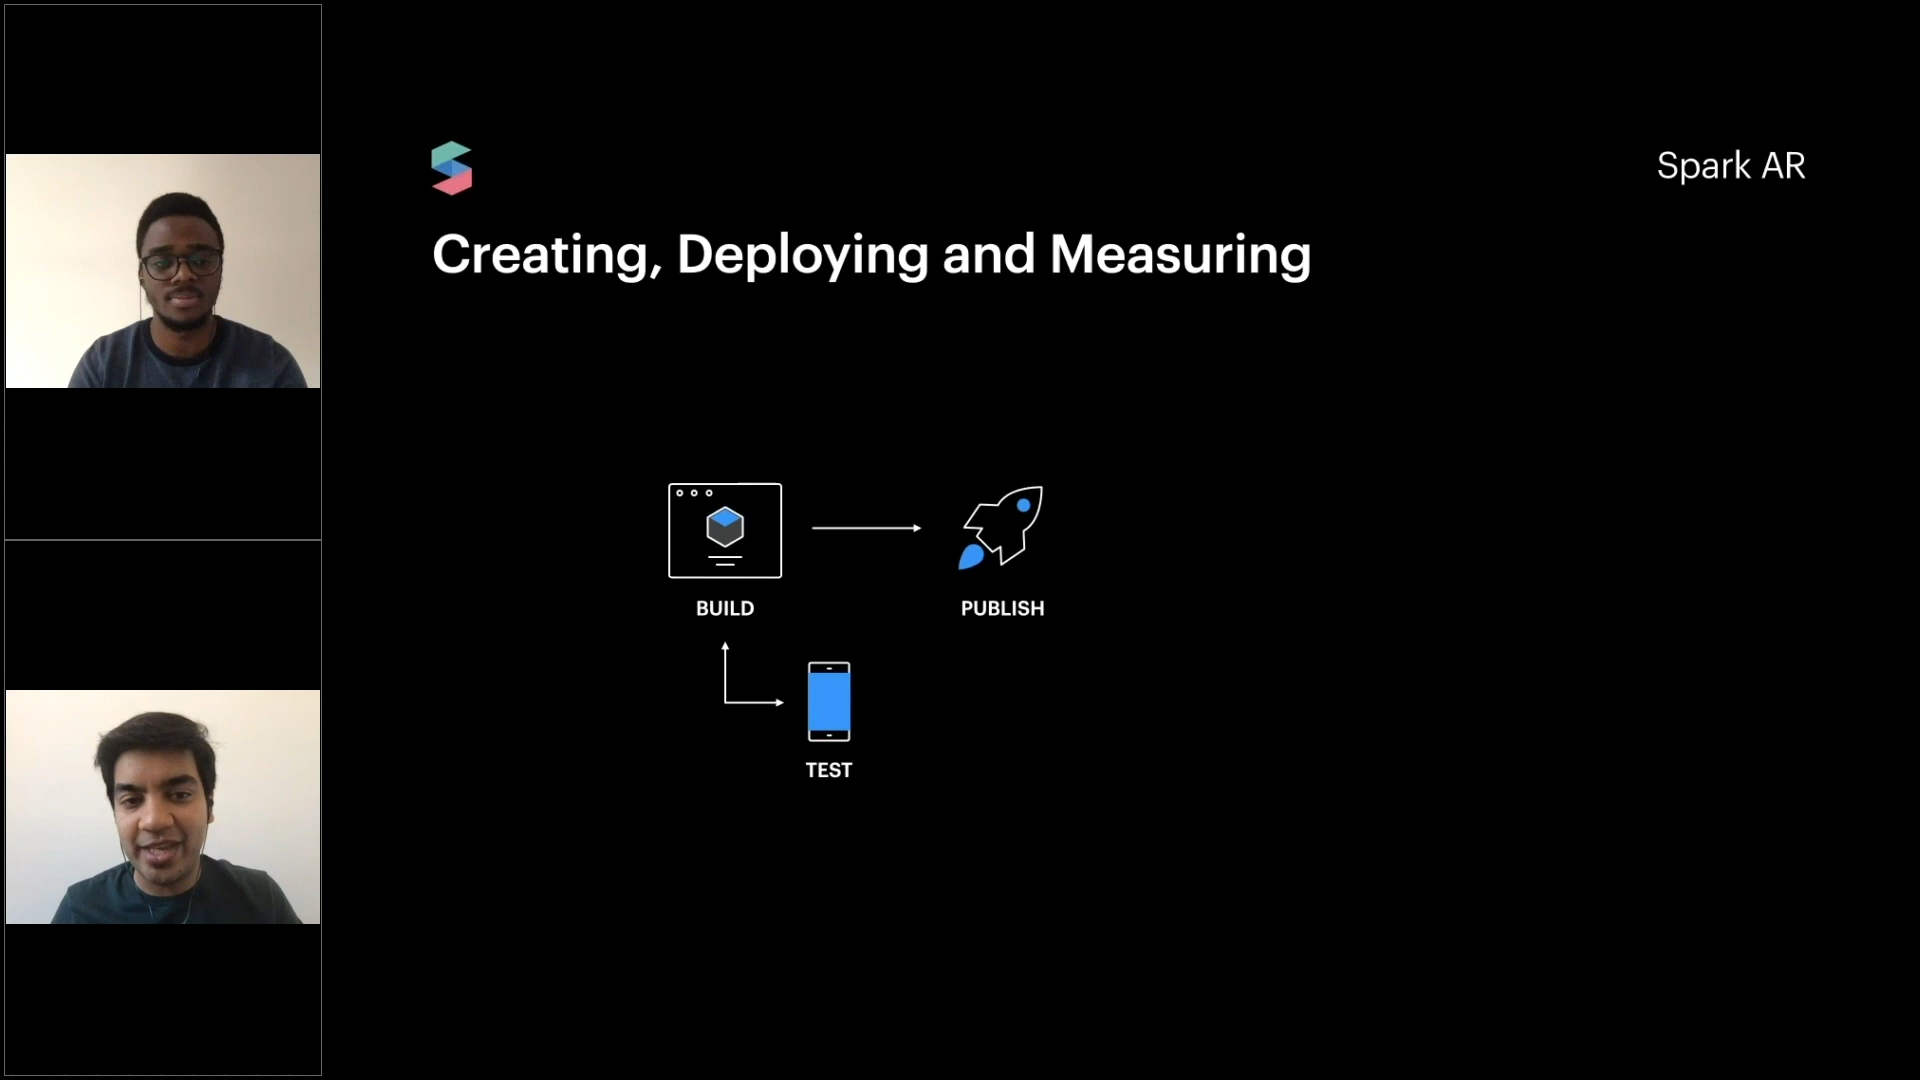 Spark AR
Creating, Deploying and Measuring
BUILD
PUBLISH
TEST